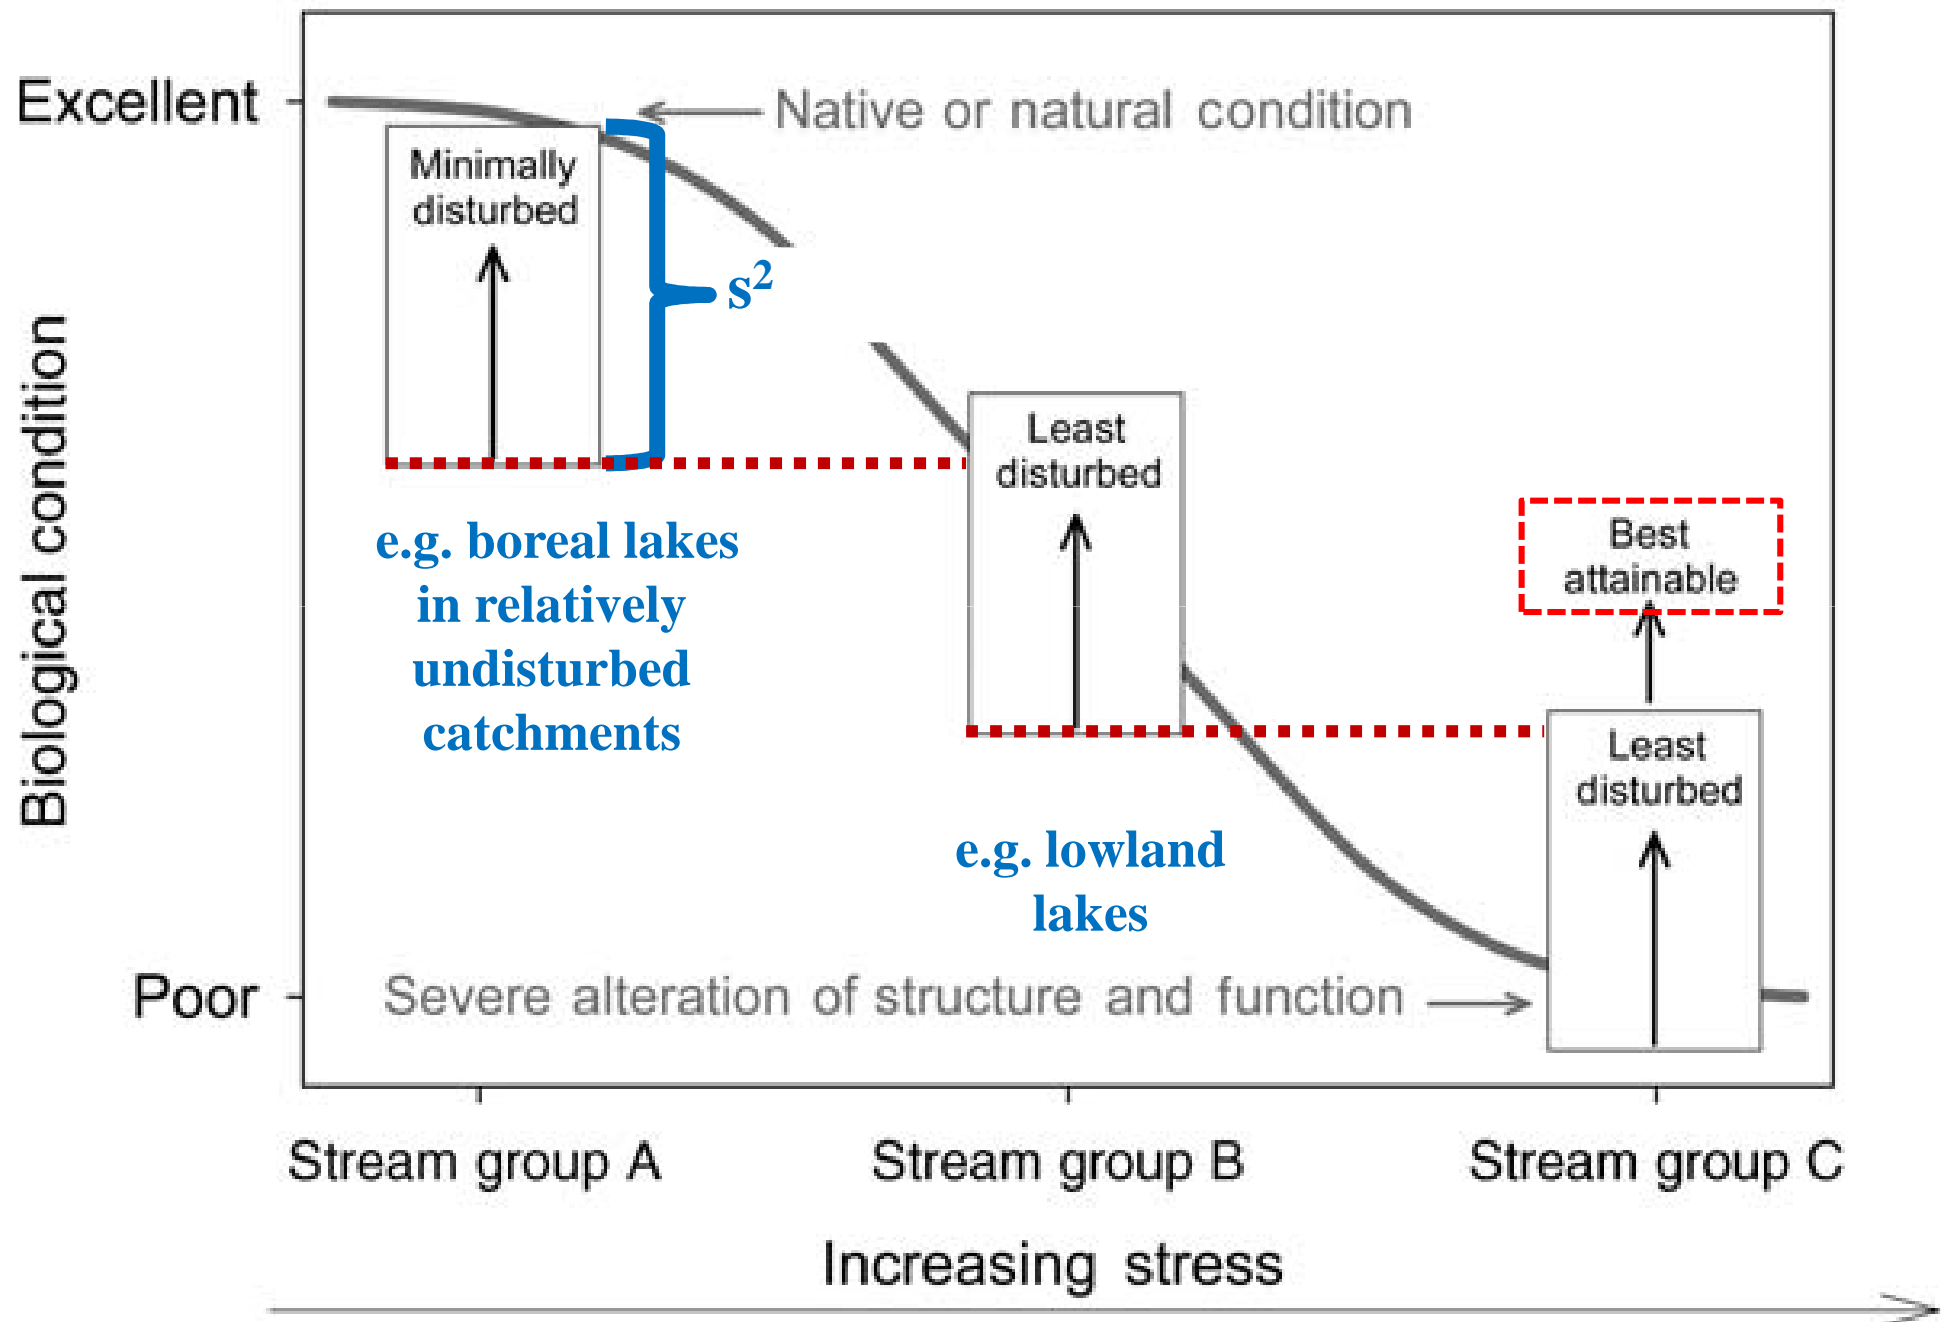 Excellent
Native or natural condition
Minimally
disturbed
s²
Biological condition
Least
disturbed
e.g. boreal lakes
in relatively
undisturbed
catchments
Best
attainable
Least
disturbed
e.g. lowland
lakes
Poor
Severe alteration of structure and function
Stream group A
Stream group B
Stream group C
Increasing stress